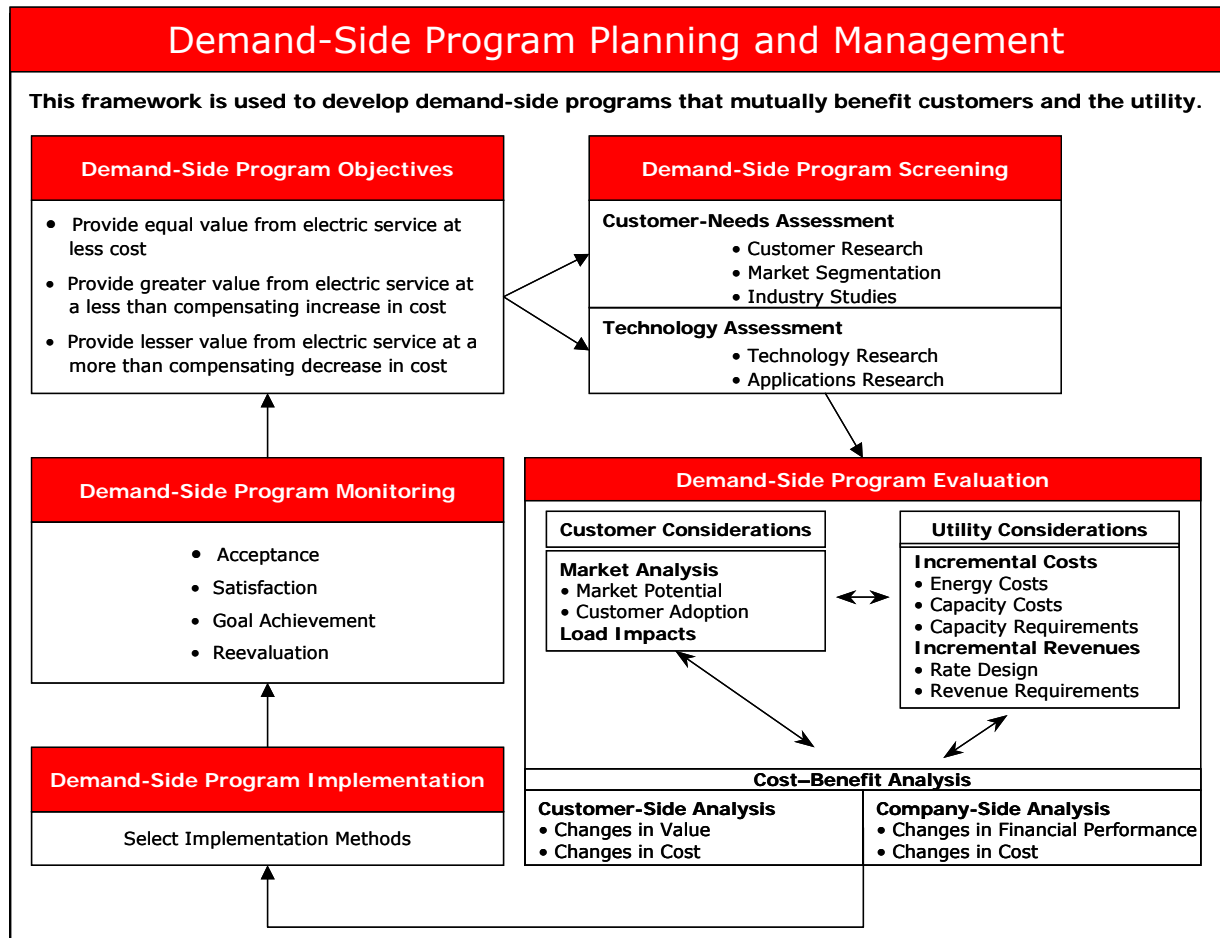 Demand-Side Program Planning and Management
This framework is used to develop demand-side programs that mutually benefit customers and the utility.
Demand-Side Program Objectives
• Provide equal value from electric service at
less cost
• Provide greater value from electric service at
a less than compensating increase in cost
• Provide lesser value from electric service at a
more than compensating decrease in cost
Demand-Side Program Screening
Customer-Needs Assessment
• Customer Research
• Market Segmentation
• Industry Studies
Technology Assessment
• Technology Research
• Applications Research
Demand-Side Program Monitoring
• Acceptance
• Satisfaction
• Goal Achievement
• Reevaluation
Demand-Side Program Evaluation
Customer Considerations
Market Analysis
• Market Potential
• Customer Adoption
Load Impacts
Utility Considerations
Incremental Costs
• Energy Costs
• Capacity Costs
• Capacity Requirements
Incremental Revenues
• Rate Design
• Revenue Requirements
Cost–Benefit Analysis
Customer-Side Analysis
• Changes in Value
• Changes in Cost
Company-Side Analysis
• Changes in Financial Performance
• Changes in Cost
Demand-Side Program Implementation
Select Implementation Methods